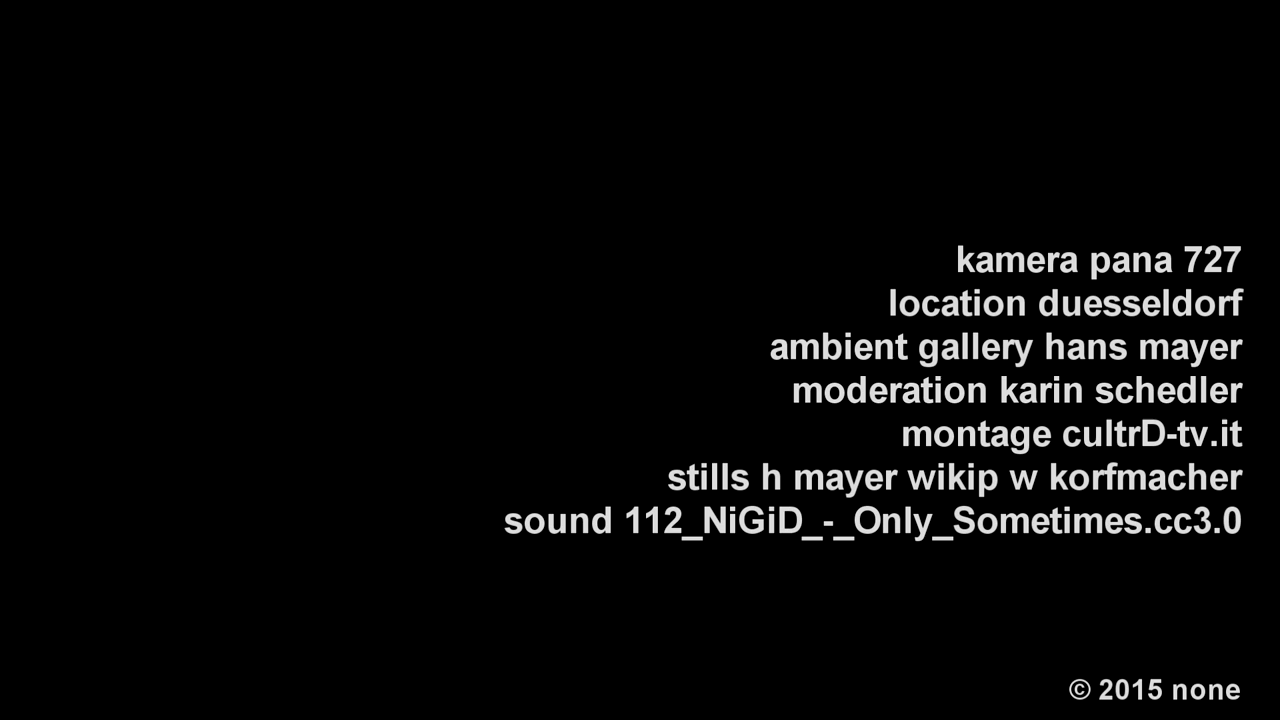 kamera pana 727
location duesseldorf
ambient gallery hans mayer
moderation karin schedler
montage cultrD-tv.it
stills h mayer wikip w korfmacher
sound 112_NiGiD_-_Only_Sometimes.cc3.0
© 2015 none